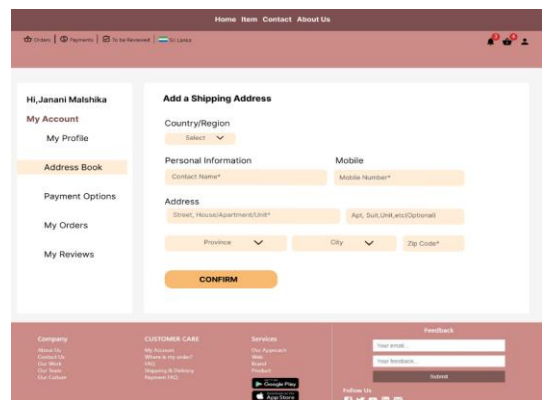 Home Item Contact About Us
Orders | Payments | To be Reviewed | Sri Lanka
Hi,Janani Malshika
My Account
My Profile
Address Book
Payment Options
My Orders
My Reviews
Add a Shipping Address
Country/Region
Select
Personal Information Mobile
Contact Name* Mobile Number*
Address
Street, House/Apartment/Unit* Apt, Suit,Unit,etc(Optional)
Province City Zip Code*
CONFIRM
Company
About Us
Contact Us
Our Work
Our Team
Our Culture
CUSTOMER CARE
My Account
Where is my order?
FAQ
Shipping & Delivery
Payment FAQ
Services
Our Approach
Web
Brand
Product
Google Play
App Store
Feedback
Your email...
Your feedback...
Submit
Follow Us